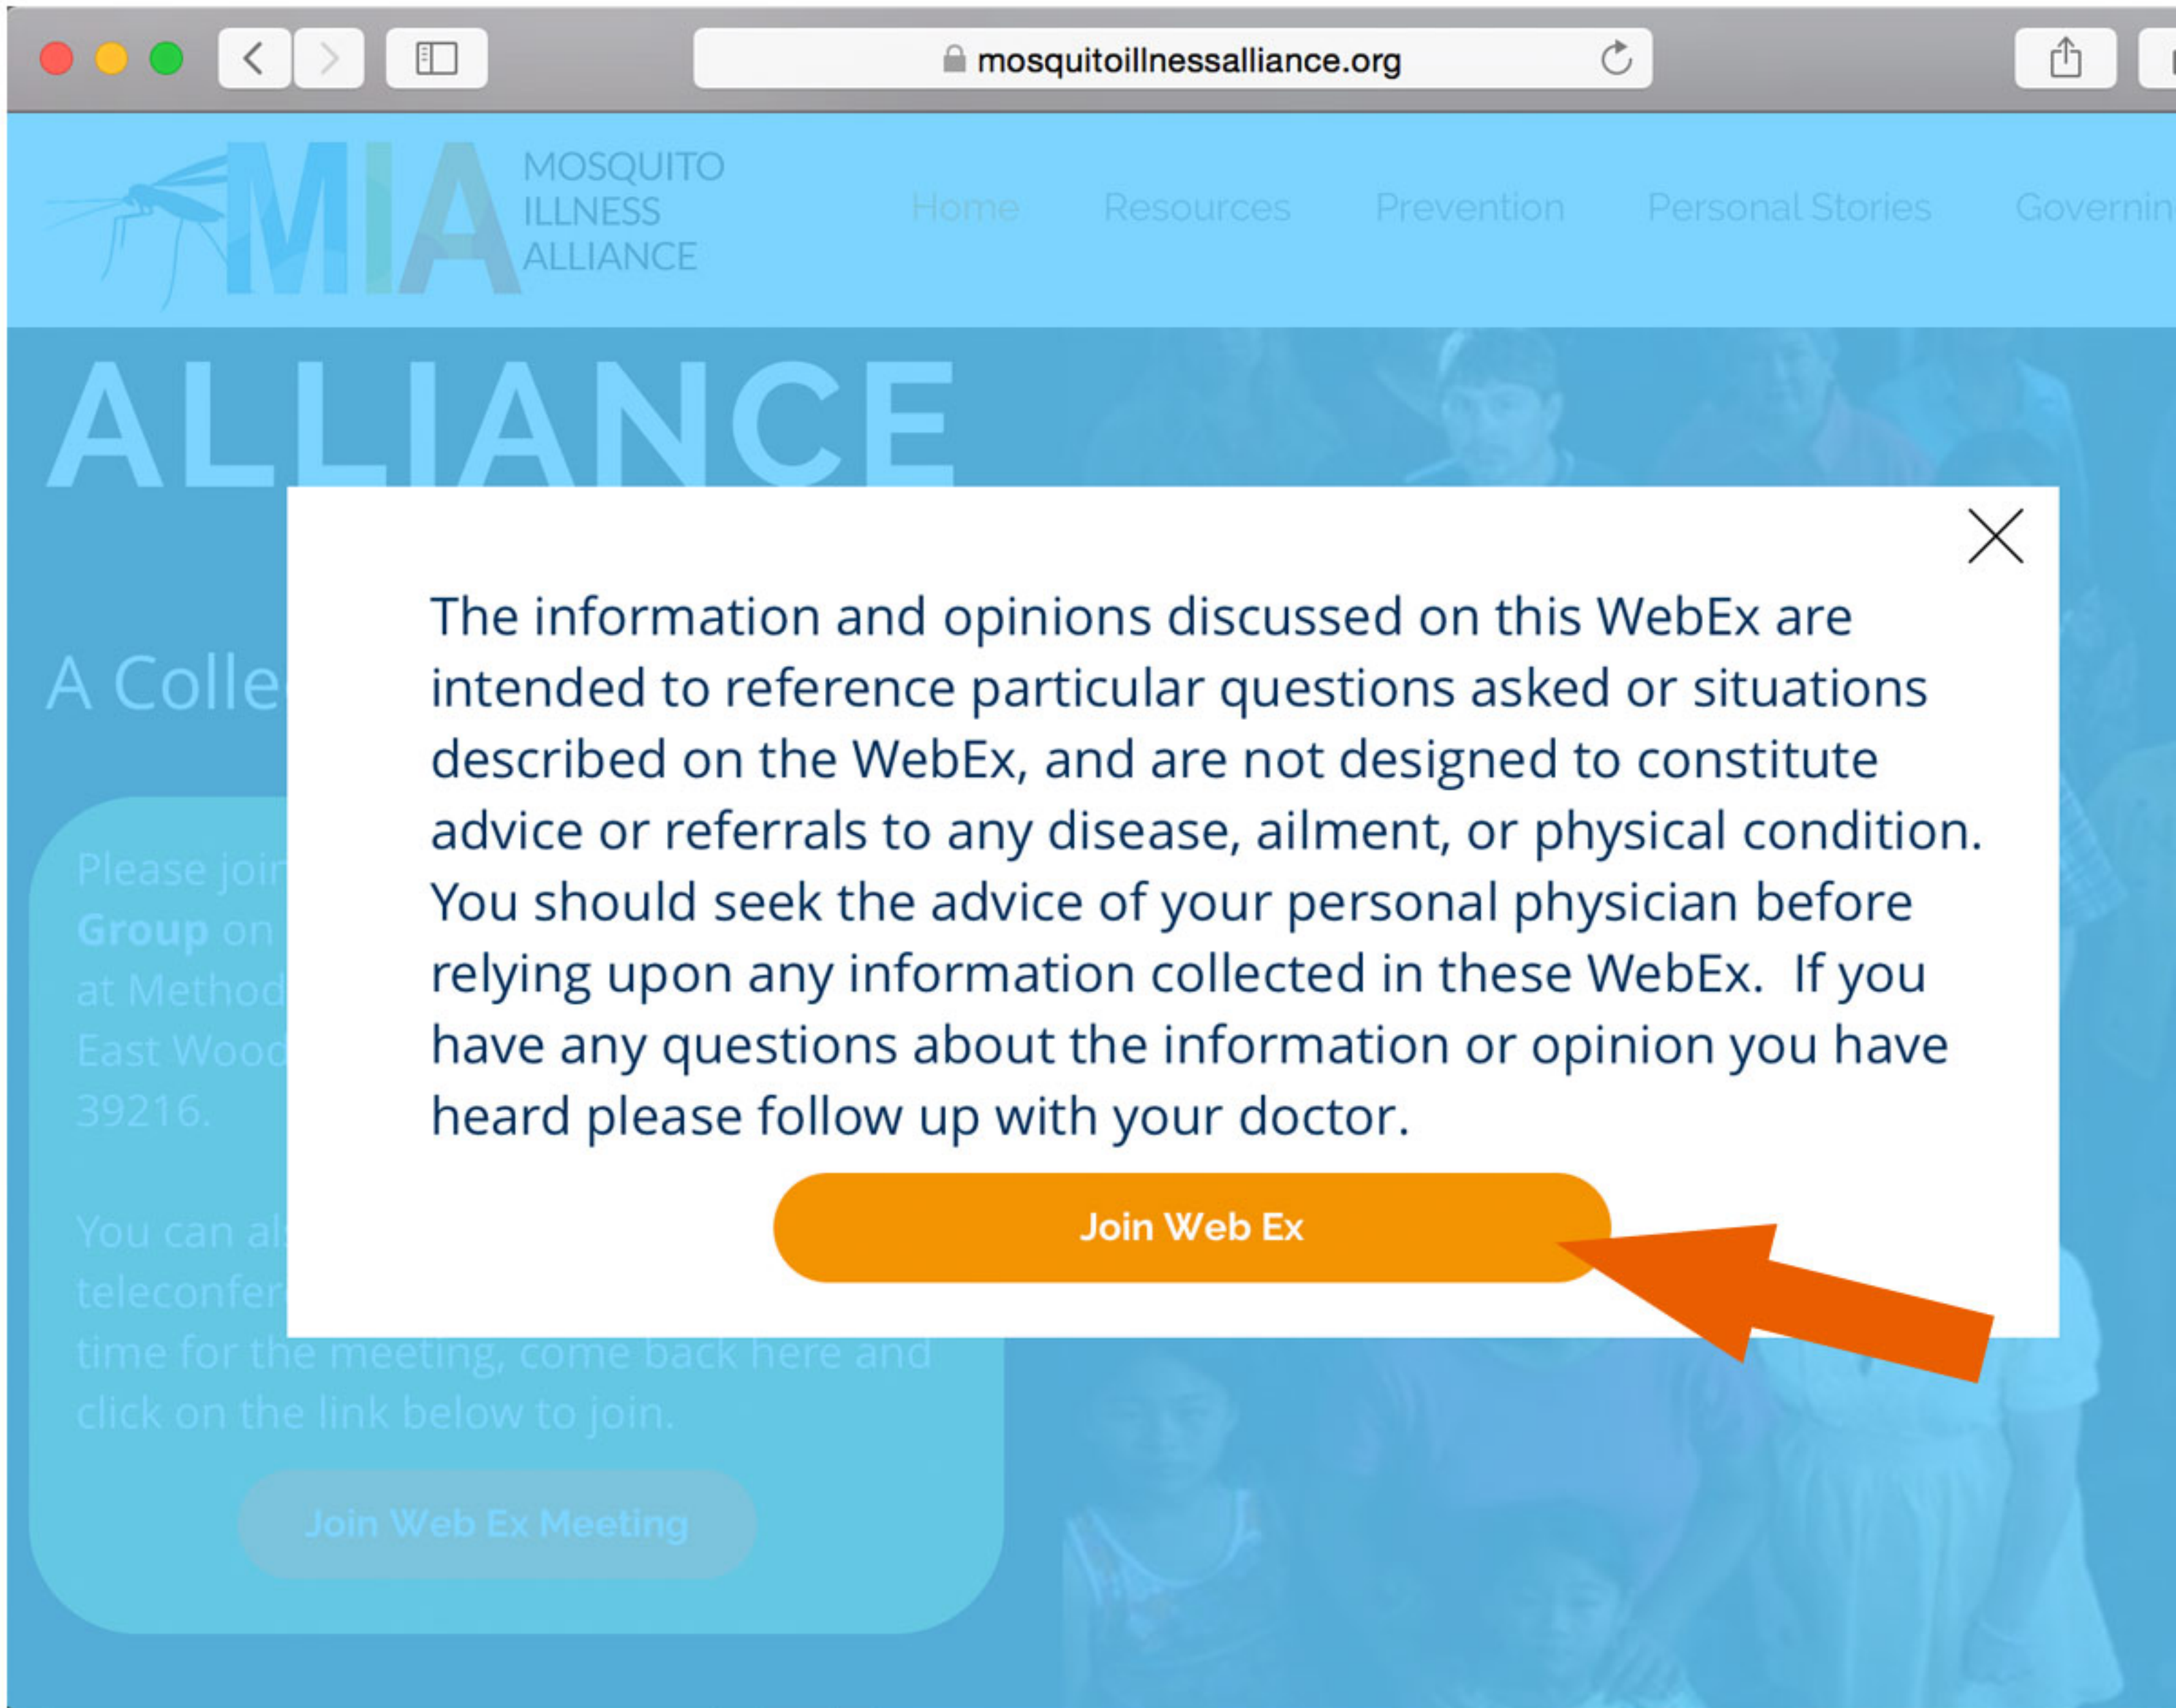 mosquitoillnessalliance.org
MIA
MOSQUITO
ILLNESS
ALLIANCE
Home Resources Prevention Personal Stories
ALLIANCE
A
The information and opinions discussed on this WebEx are
intended to reference particular questions asked or situations
described on the WebEx, and are not designed to constitute
advice or referrals to any disease, ailment, or physical condition.
You should seek the advice of your personal physician before
relying upon any information collected in these WebEx.  If you
have any questions about the information or opinion you have
heard please follow up with your doctor.
Join Web Ex
Please
Group on
at
East
39216.
You can
time for the meeting, come back here and
click on the link below to join.
Join Web Ex Meeting